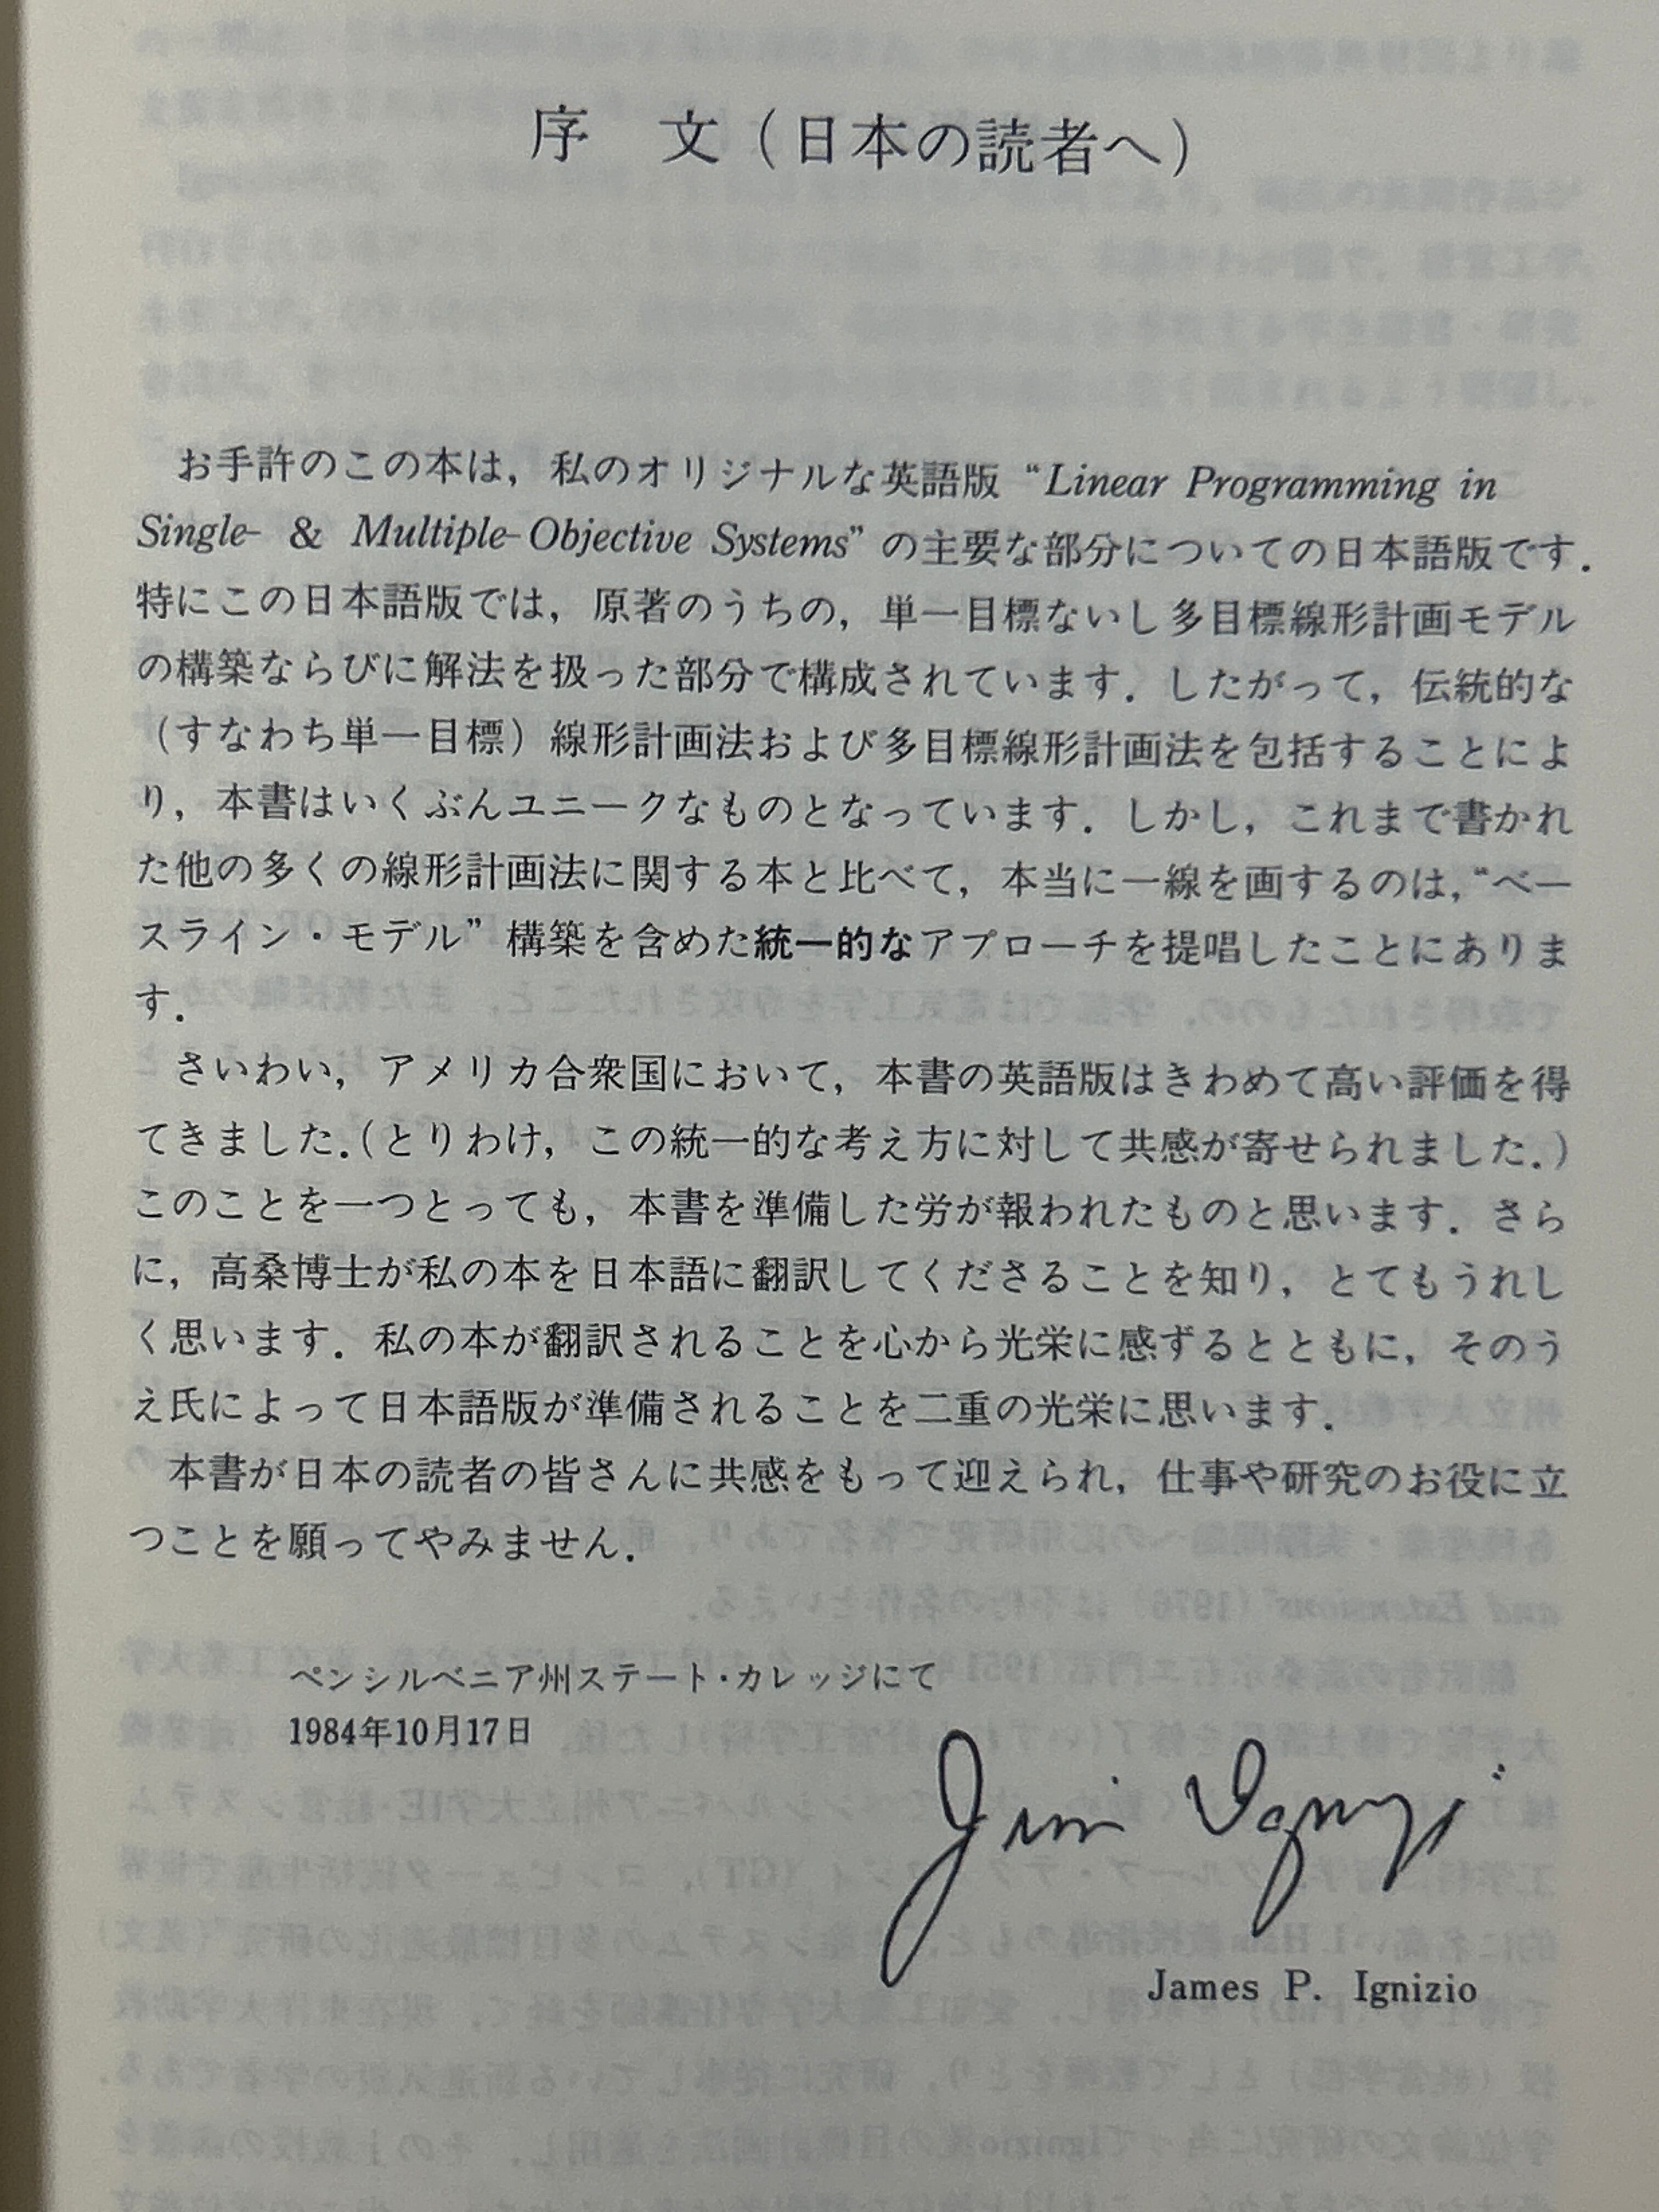 序　文（日本の読者へ）
お手許のこの本は，私のオリジナルな英語版 “Linear Programming in
Single- & Multiple-Objective Systems” の主要な部分についての日本語版です．
特にこの日本語版では，原著のうちの，単一目標ないし多目標線形計画モデル
の構築ならびに解法を扱った部分で構成されています．したがって，伝統的な
（すなわち単一目標）線形計画法および多目標線形計画法を包括することによ
り，本書はいくぶんユニークなものとなっています．しかし，これまで書かれ
た他の多くの線形計画法に関する本と比べて，本当に一線を画するのは，“ベー
スライン・モデル” 構築を含めた統一的なアプローチを提唱したことにありま
す．
さいわい，アメリカ合衆国において，本書の英語版はきわめて高い評価を得
てきました．（とりわけ，この統一的な考え方に対して共感が寄せられました．）
このことを一つとっても，本書を準備した労が報われたものと思います．さら
に，高桑博士が私の本を日本語に翻訳してくださることを知り，とてもうれし
く思います．私の本が翻訳されることを心から光栄に感ずるとともに，そのう
え氏によって日本語版が準備されることを二重の光栄に思います．
本書が日本の読者の皆さんに共感をもって迎えられ，仕事や研究のお役に立
つことを願ってやみません．
ペンシルベニア州ステート・カレッジにて
1984年10月17日
Jim Ignizio
James P. Ignizio